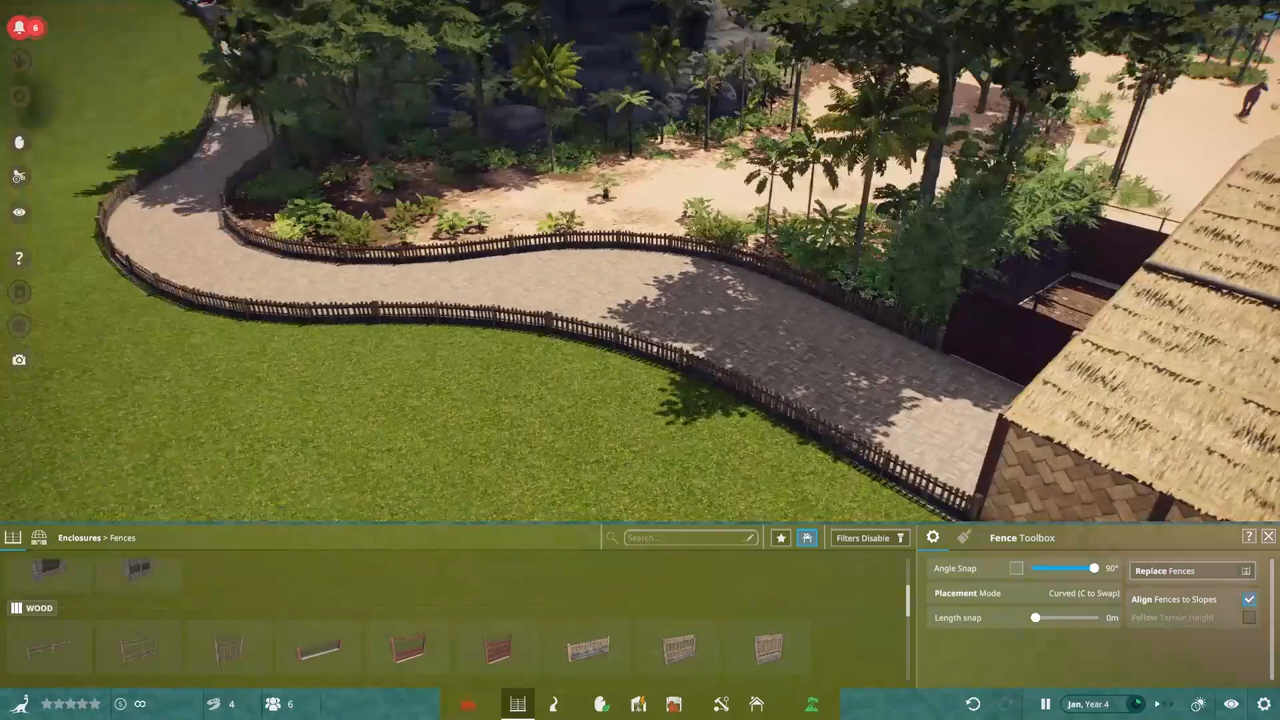 6
?
Enclosures > Fences
Search...
Filters Disable
Fence Toolbox
?
Angle Snap 90°
Replace Fences
Placement Mode Curved (C to Swap)
Align Fences to Slopes
Length snap 0m
Follow Terrain Height
WOOD
∞
4
6
Jan, Year 4